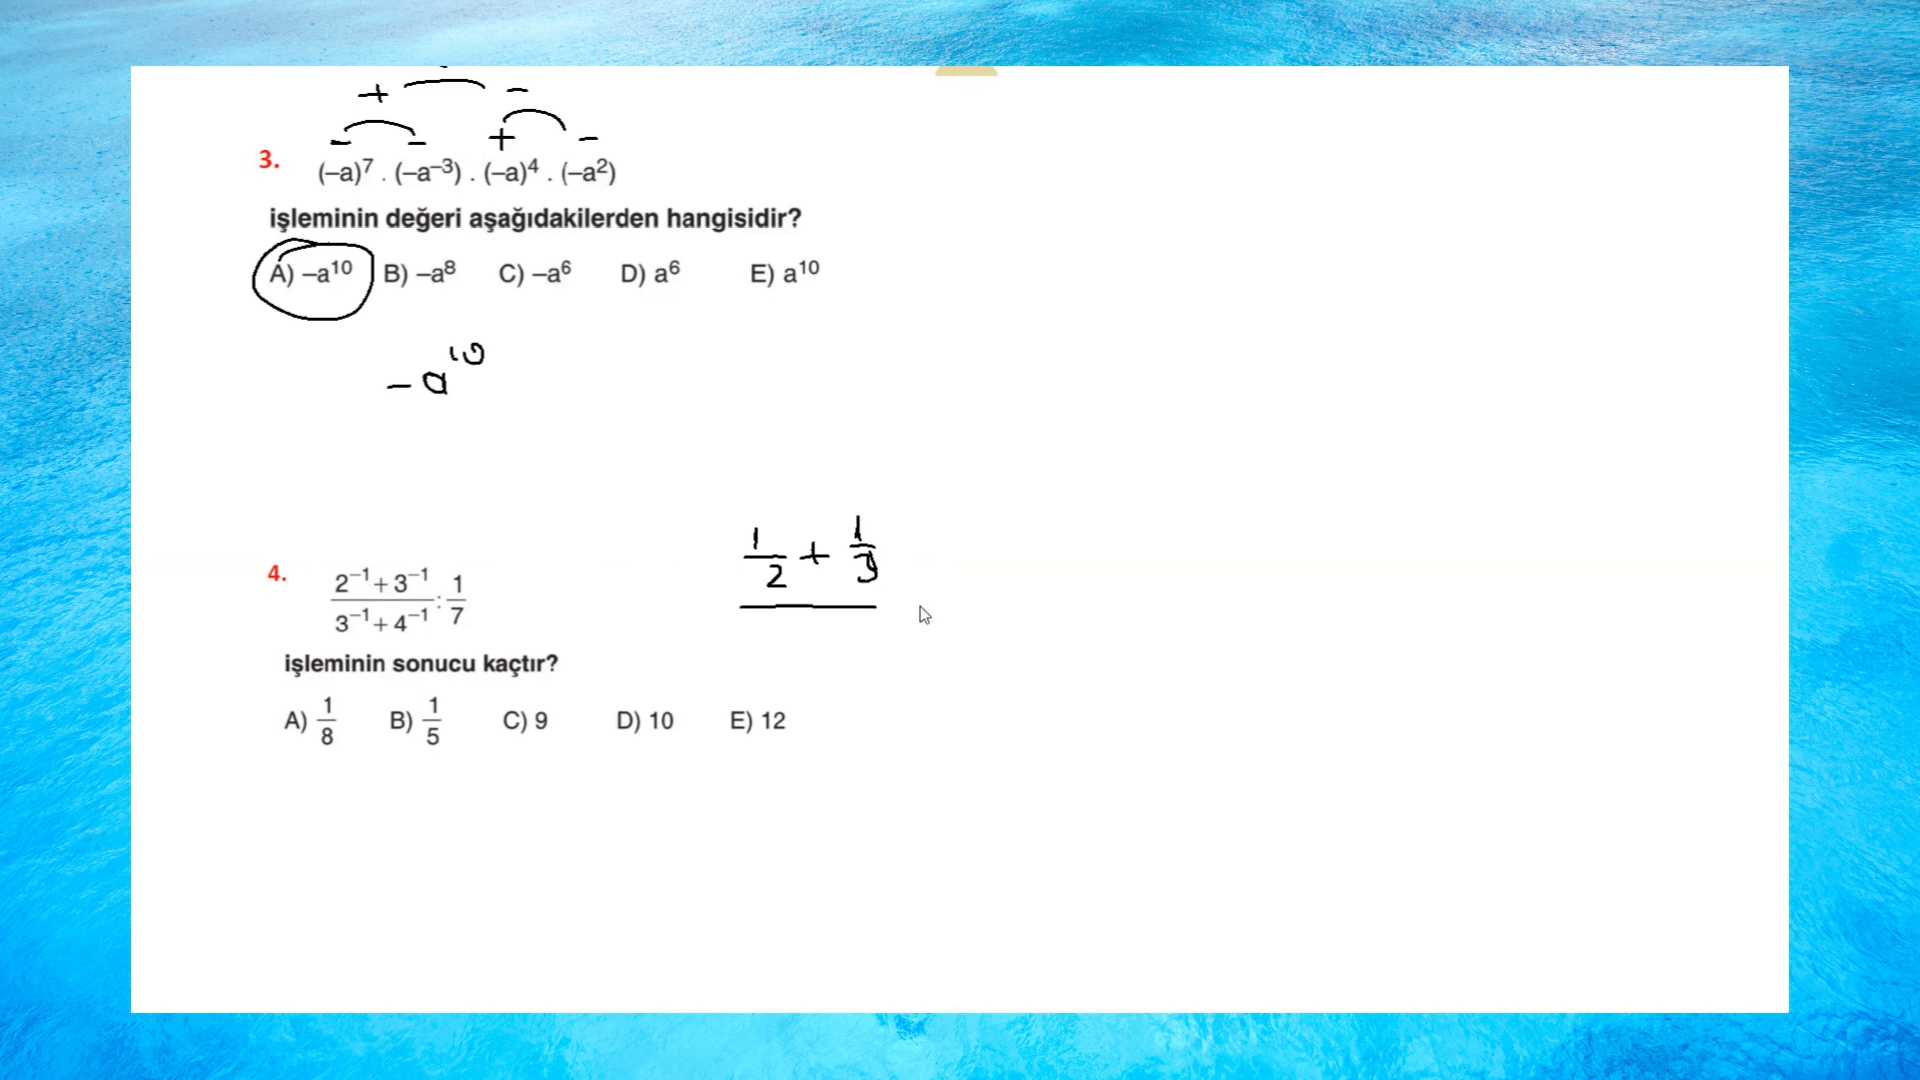 + -
- - + -
3. (–a)⁷ . (–a⁻³) . (–a)⁴ . (–a²)
işleminin değeri aşağıdakilerden hangisidir?
A) –a¹⁰ B) –a⁸ C) –a⁶ D) a⁶ E) a¹⁰
– a¹⁰
1/2 + 1/3
4. (2⁻¹ + 3⁻¹)/(3⁻¹ + 4⁻¹) : 1/7
işleminin sonucu kaçtır?
A) 1/8 B) 1/5 C) 9 D) 10 E) 12